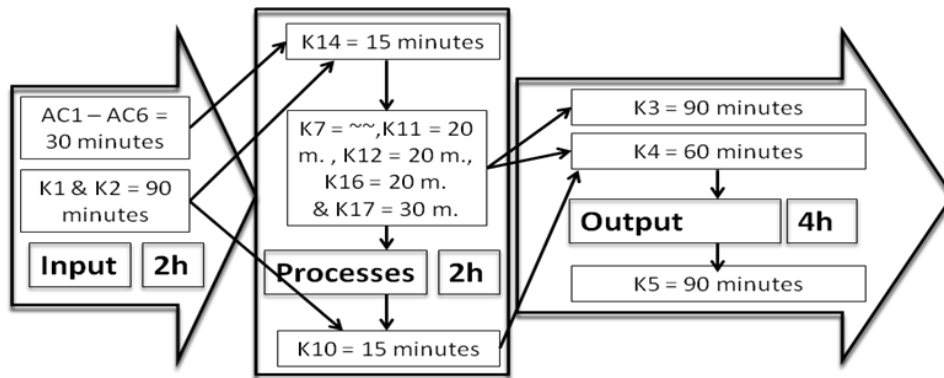 AC1 – AC6 =
30 minutes
K1 & K2 = 90
minutes
Input
2h
K14 = 15 minutes
K7 = ~~,K11 = 20
m. , K12 = 20 m.,
K16 = 20 m.
& K17 = 30 m.
Processes
2h
K10 = 15 minutes
K3 = 90 minutes
K4 = 60 minutes
Output
4h
K5 = 90 minutes